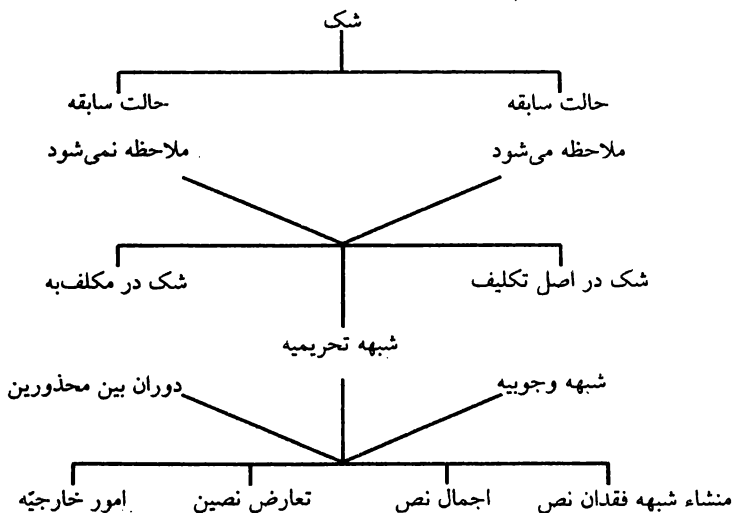 شک
حالت سابقه
حالت سابقه
ملاحظه می‌شود
ملاحظه نمی‌شود
شک در اصل تکلیف
شک در مکلف‌به
شبهه تحریمیه
شبهه وجوبیه
دوران بین محذورین
منشاء شبهه فقدان نص
اجمال نص
تعارض نصین
امور خارجیّه